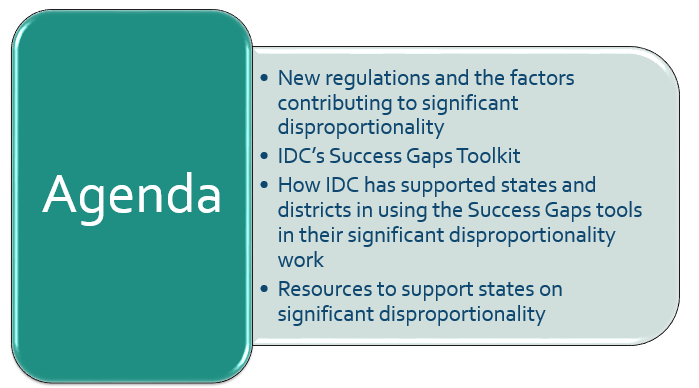 Agenda
• New regulations and the factors
contributing to significant
disproportionality
• IDC's Success Gaps Toolkit
• How IDC has supported states and
districts in using the Success Gaps tools
in their significant disproportionality
work
• Resources to support states on
significant disproportionality